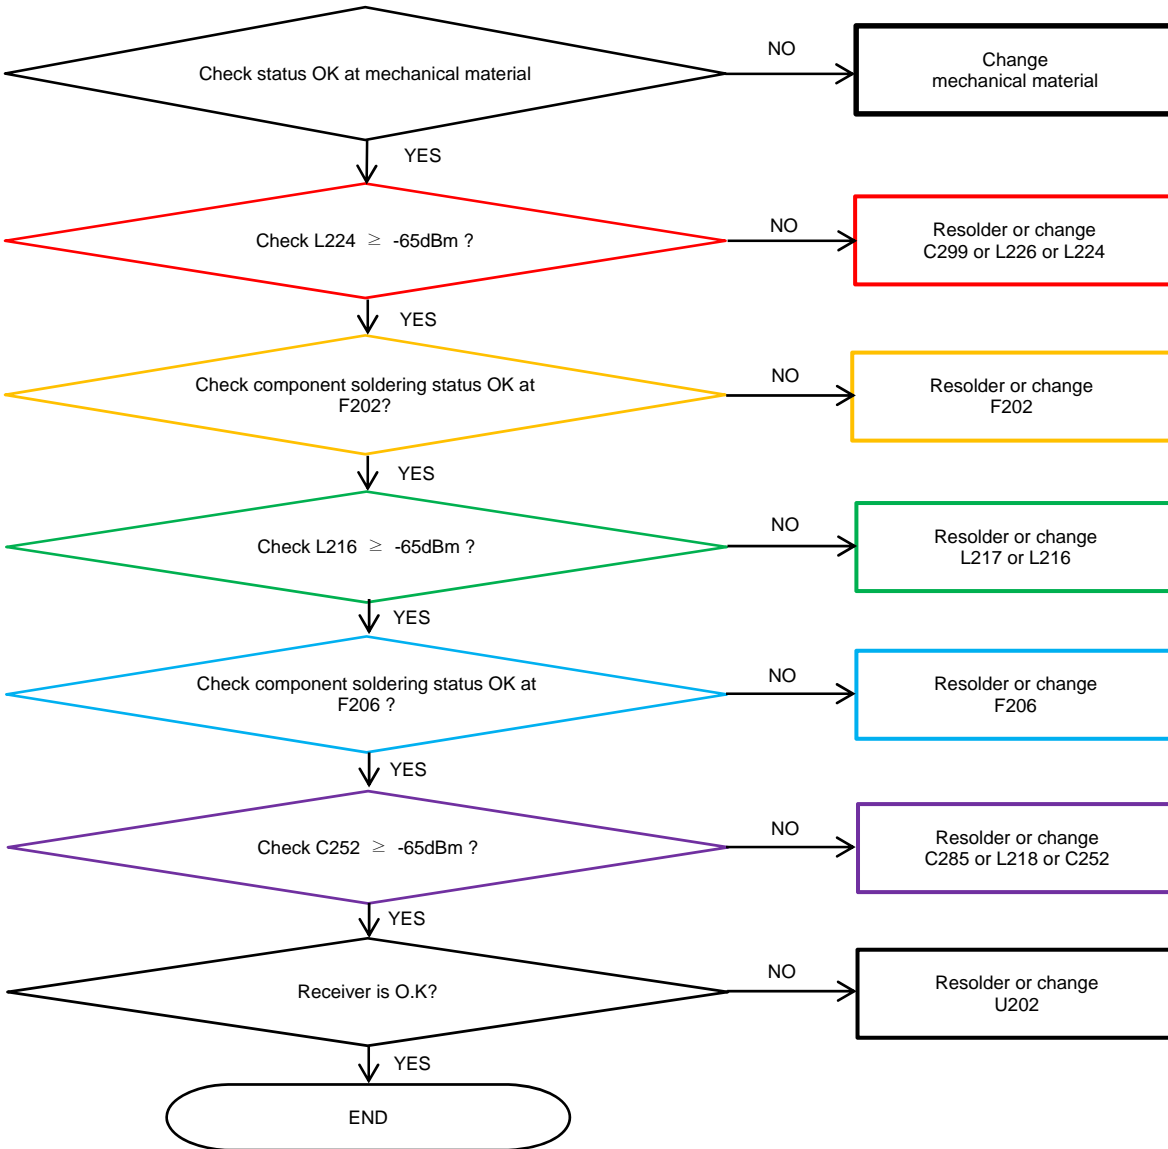 Check status OK at mechanical material
NO
Change
mechanical material
YES
Check L224 ≥ -65dBm ?
NO
Resolder or change
C299 or L226 or L224
YES
Check component soldering status OK at
F202?
NO
Resolder or change
F202
YES
Check L216 ≥ -65dBm ?
NO
Resolder or change
L217 or L216
YES
Check component soldering status OK at
F206 ?
NO
Resolder or change
F206
YES
Check C252 ≥ -65dBm ?
NO
Resolder or change
C285 or L218 or C252
YES
Receiver is O.K?
NO
Resolder or change
U202
YES
END